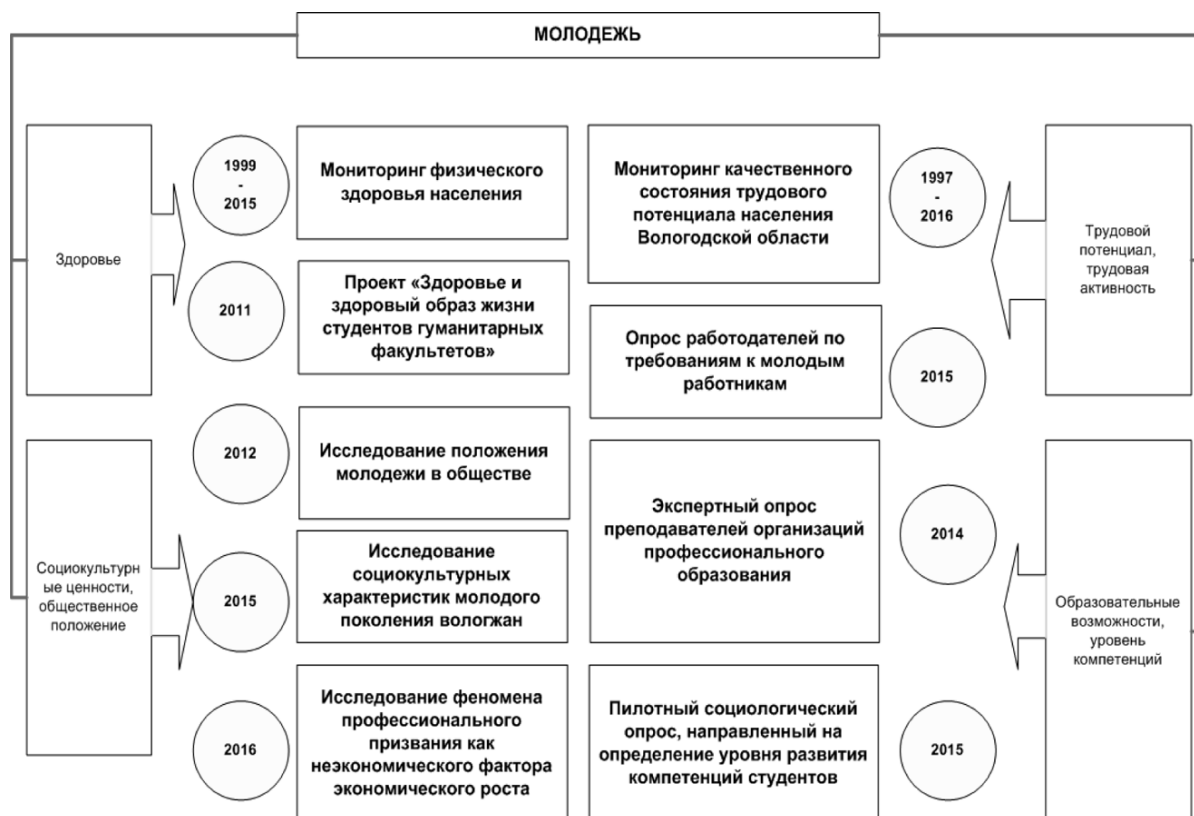 МОЛОДЕЖЬ
Здоровье
1999
-
2015
Мониторинг физического
здоровья населения
2011
Проект «Здоровье и
здоровый образ жизни
студентов гуманитарных
факультетов»
Социокультурн
ые ценности,
общественное
положение
2012
Исследование положения
молодежи в обществе
2015
Исследование
социокультурных
характеристик молодого
поколения вологжан
2016
Исследование феномена
профессионального
призвания как
неэкономического фактора
экономического роста
Мониторинг качественного
состояния трудового
потенциала населения
Вологодской области
1997
-
2016
Трудовой
потенциал,
трудовая
активность
Опрос работодателей по
требованиям к молодым
работникам
2015
Экспертный опрос
преподавателей организаций
профессионального
образования
2014
Образовательные
возможности,
уровень
компетенций
Пилотный социологический
опрос, направленный на
определение уровня развития
компетенций студентов
2015